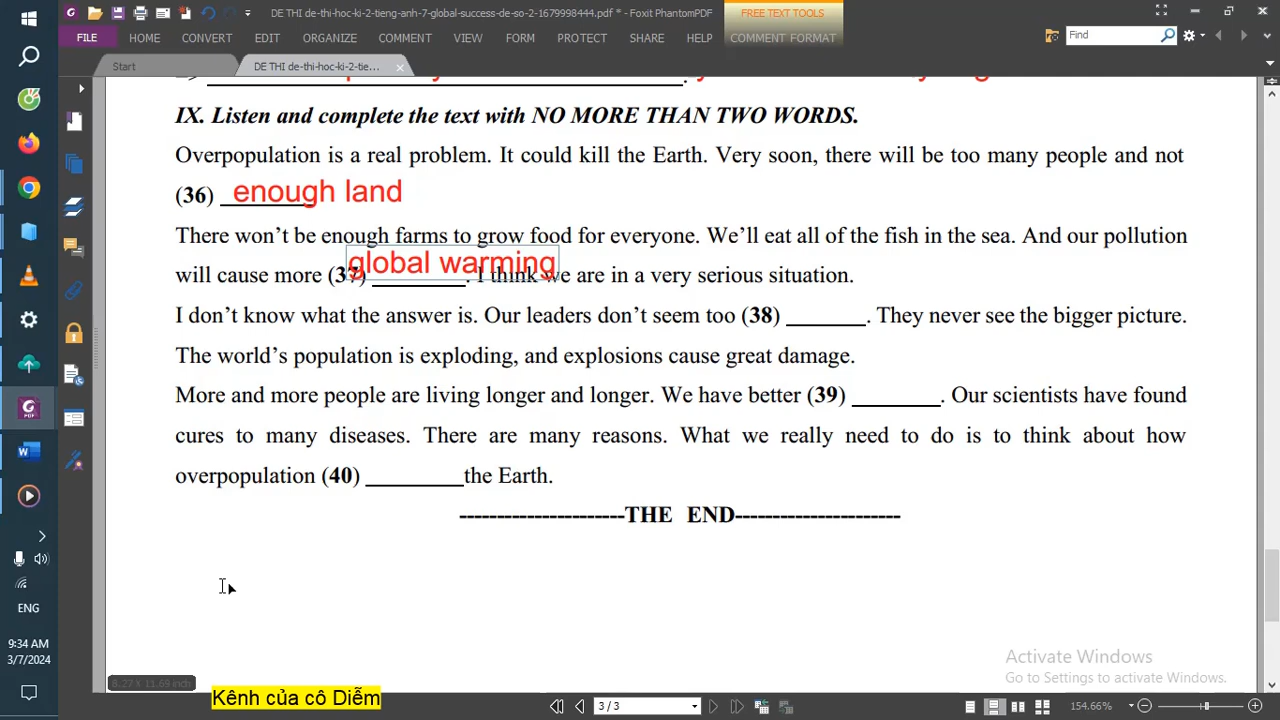 DE THI de-thi-hoc-ki-2-tieng-anh-7-global-success-de-so-2-1679998444.pdf * - Foxit PhantomPDF
FREE TEXT TOOLS
FILE HOME CONVERT EDIT ORGANIZE COMMENT VIEW FORM PROTECT SHARE HELP COMMENT FORMAT Find
Start DE THI de-thi-hoc-ki-2-tie...
IX. Listen and complete the text with NO MORE THAN TWO WORDS.
Overpopulation is a real problem. It could kill the Earth. Very soon, there will be too many people and not
(36) ________ enough land
There won't be enough farms to grow food for everyone. We'll eat all of the fish in the sea. And our pollution
global warming
will cause more (37) ________. I think we are in a very serious situation.
I don't know what the answer is. Our leaders don't seem too (38) _______. They never see the bigger picture.
The world's population is exploding, and explosions cause great damage.
More and more people are living longer and longer. We have better (39) ________. Our scientists have found
cures to many diseases. There are many reasons. What we really need to do is to think about how
overpopulation (40) _________the Earth.
----------------------THE END----------------------
ENG
9:34 AM
3/7/2024
Activate Windows
Go to Settings to activate Windows.
8.27 x 11.69 inch
Kênh của cô Diễm
3 / 3
154.66%